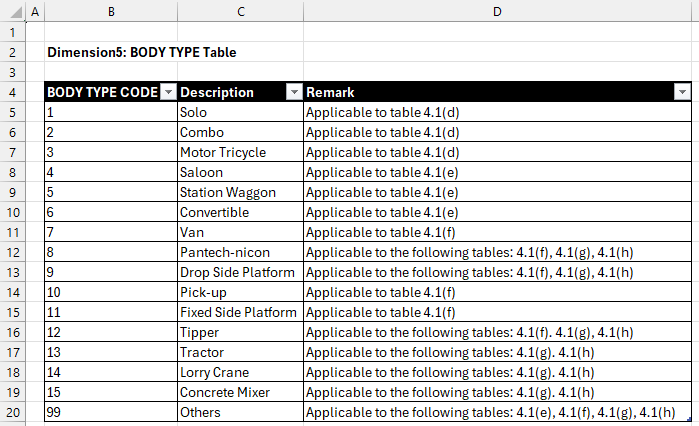 A B C D
1
2 Dimension5: BODY TYPE Table
3
4 BODY TYPE CODE Description Remark
5 1 Solo Applicable to table 4.1(d)
6 2 Combo Applicable to table 4.1(d)
7 3 Motor Tricycle Applicable to table 4.1(d)
8 4 Saloon Applicable to table 4.1(e)
9 5 Station Waggon Applicable to table 4.1(e)
10 6 Convertible Applicable to table 4.1(e)
11 7 Van Applicable to table 4.1(f)
12 8 Pantech-nicon Applicable to the following tables: 4.1(f), 4.1(g), 4.1(h)
13 9 Drop Side Platform Applicable to the following tables: 4.1(f), 4.1(g), 4.1(h)
14 10 Pick-up Applicable to table 4.1(f)
15 11 Fixed Side Platform Applicable to table 4.1(f)
16 12 Tipper Applicable to the following tables: 4.1(f). 4.1(g), 4.1(h)
17 13 Tractor Applicable to the following tables: 4.1(g). 4.1(h)
18 14 Lorry Crane Applicable to the following tables: 4.1(g). 4.1(h)
19 15 Concrete Mixer Applicable to the following tables: 4.1(g). 4.1(h)
20 99 Others Applicable to the following tables: 4.1(e), 4.1(f), 4.1(g), 4.1(h)